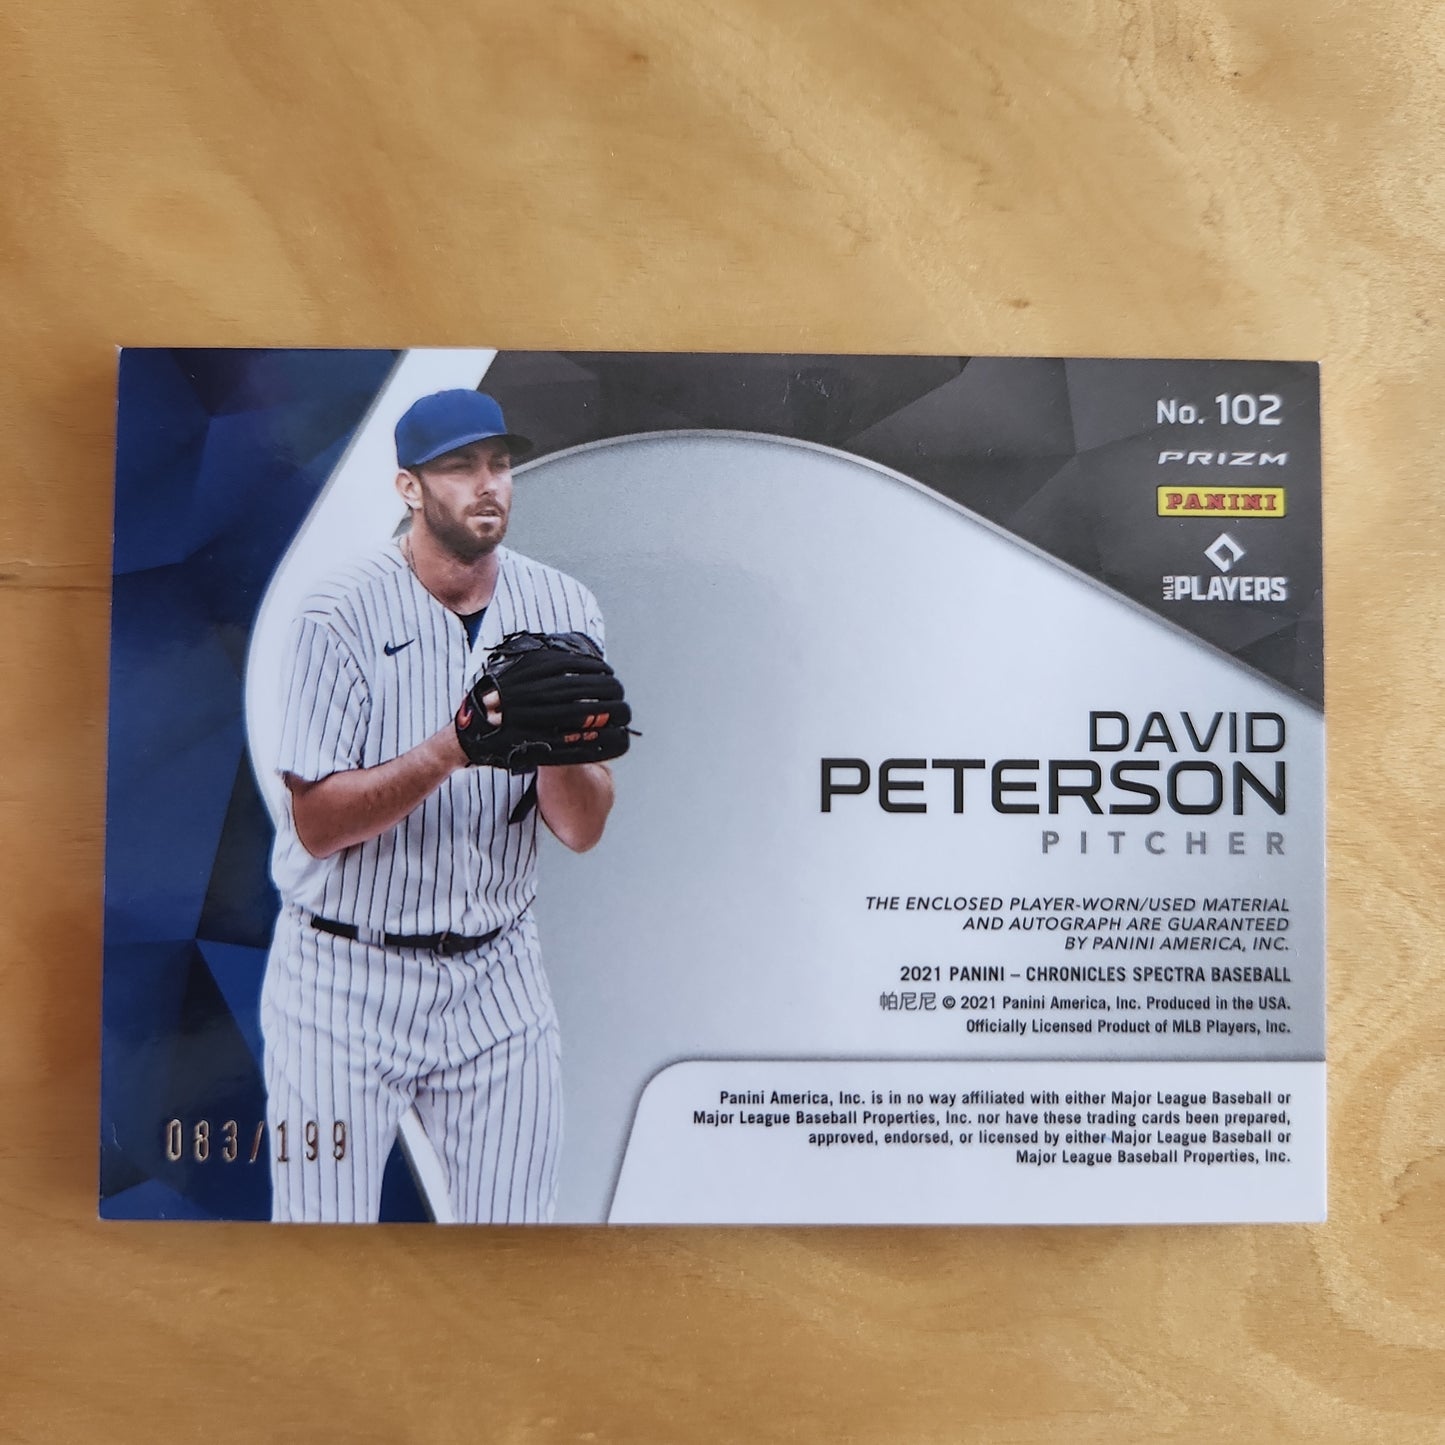 No. 102
PRIZM
PANINI
MLB PLAYERS
DAVID
PETERSON
PITCHER
THE ENCLOSED PLAYER-WORN/USED MATERIAL
AND AUTOGRAPH ARE GUARANTEED
BY PANINI AMERICA, INC.
2021 PANINI – CHRONICLES SPECTRA BASEBALL
帕尼尼 © 2021 Panini America, Inc. Produced in the USA.
Officially Licensed Product of MLB Players, Inc.
Panini America, Inc. is in no way affiliated with either Major League Baseball or
Major League Baseball Properties, Inc. nor have these trading cards been prepared,
approved, endorsed, or licensed by either Major League Baseball or
Major League Baseball Properties, Inc.
083/199